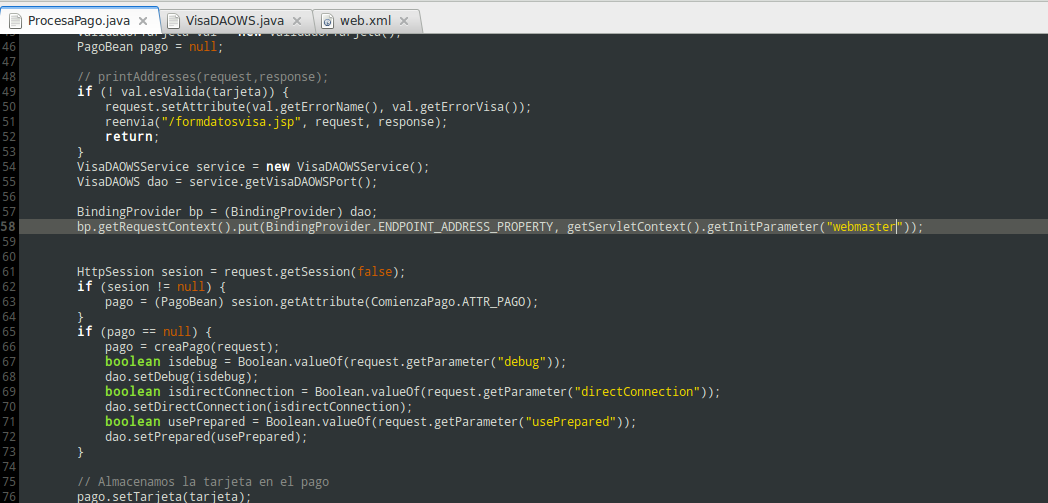 ProcesaPago.java VisaDAOWS.java web.xml
45 ValidadorTarjeta val = new ValidadorTarjeta();
46 PagoBean pago = null;
47
48 // printAddresses(request,response);
49 if (! val.esValida(tarjeta)) {
50 request.setAttribute(val.getErrorName(), val.getErrorVisa());
51 reenvia("/formdatosvisa.jsp", request, response);
52 return;
53 }
54 VisaDAOWSService service = new VisaDAOWSService();
55 VisaDAOWS dao = service.getVisaDAOWSPort();
56
57 BindingProvider bp = (BindingProvider) dao;
58 bp.getRequestContext().put(BindingProvider.ENDPOINT_ADDRESS_PROPERTY, getServletContext().getInitParameter("webmaster"));
59
60
61 HttpSession sesion = request.getSession(false);
62 if (sesion != null) {
63 pago = (PagoBean) sesion.getAttribute(ComienzaPago.ATTR_PAGO);
64 }
65 if (pago == null) {
66 pago = creaPago(request);
67 boolean isdebug = Boolean.valueOf(request.getParameter("debug"));
68 dao.setDebug(isdebug);
69 boolean isdirectConnection = Boolean.valueOf(request.getParameter("directConnection"));
70 dao.setDirectConnection(isdirectConnection);
71 boolean usePrepared = Boolean.valueOf(request.getParameter("usePrepared"));
72 dao.setPrepared(usePrepared);
73 }
74
75 // Almacenamos la tarjeta en el pago
76 pago.setTarjeta(tarjeta);